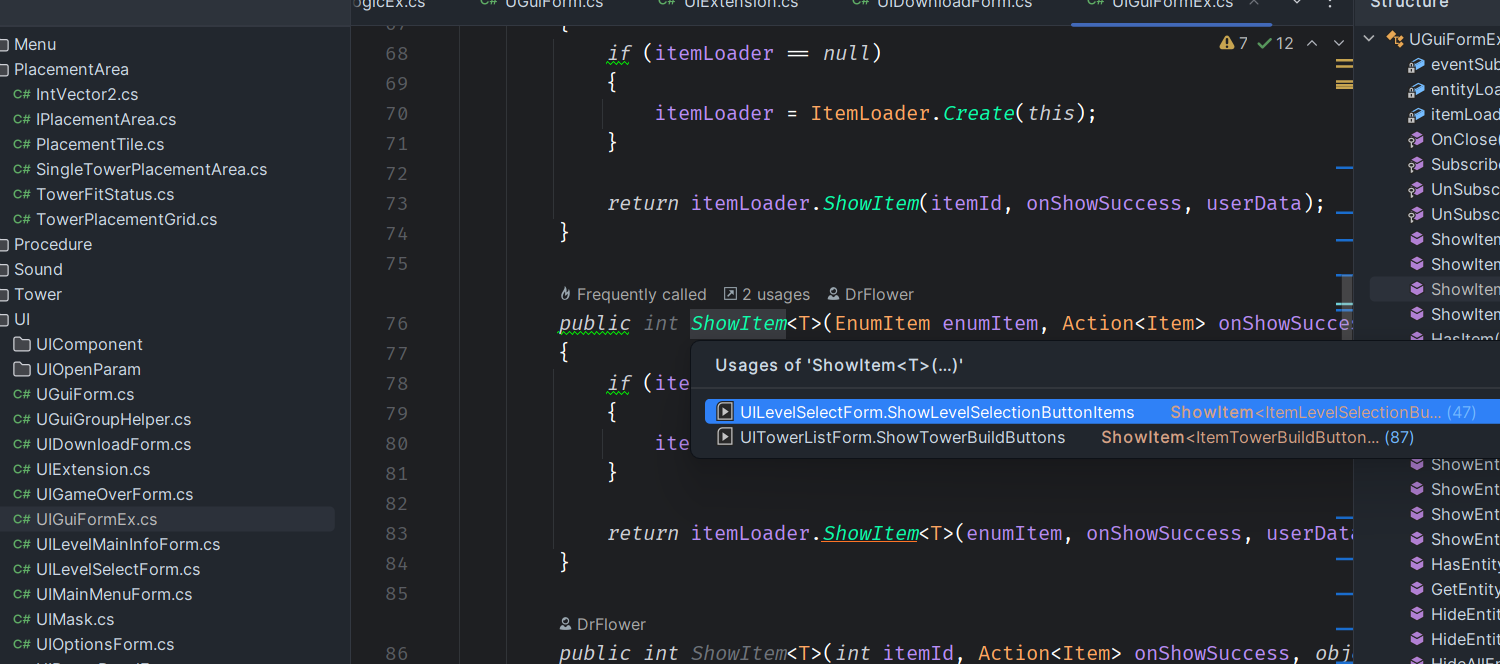 UGuiForm.cs
UIExtension.cs
UIDownloadForm.cs
UIGuiFormEx.cs
Structure
Menu
PlacementArea
C# IntVector2.cs
C# IPlacementArea.cs
C# PlacementTile.cs
C# SingleTowerPlacementArea.cs
C# TowerFitStatus.cs
C# TowerPlacementGrid.cs
Procedure
Sound
Tower
UI
UIComponent
UIOpenParam
C# UGuiForm.cs
C# UGuiGroupHelper.cs
C# UIDownloadForm.cs
C# UIExtension.cs
C# UIGameOverForm.cs
C# UIGuiFormEx.cs
C# UILevelMainInfoForm.cs
C# UILevelSelectForm.cs
C# UIMainMenuForm.cs
C# UIMask.cs
C# UIOptionsForm.cs
7 12
{
68 if (itemLoader == null)
69 {
70 itemLoader = ItemLoader.Create(this);
71 }
72
73 return itemLoader.ShowItem(itemId, onShowSuccess, userData);
74 }
75
Frequently called 2 usages DrFlower
76 public int ShowItem<T>(EnumItem enumItem, Action<Item> onShowSucce
77 {
78 if (ite
79 {
80 ite
81 }
82
83 return itemLoader.ShowItem<T>(enumItem, onShowSuccess, userData
84 }
85
DrFlower
86 public int ShowItem<T>(int itemId, Action<Item> onShowSuccess, obj
Usages of 'ShowItem<T>(...)'
UILevelSelectForm.ShowLevelSelectionButtonItems ShowItem<ItemLevelSelectionBu... (47)
UITowerListForm.ShowTowerBuildButtons ShowItem<ItemTowerBuildButton... (87)
UGuiFormEx
eventSub
entityLoa
itemLoad
OnClose(
Subscribe
UnSubsc
UnSubsc
ShowItem
ShowItem
ShowItem
ShowItem
HasItem(
ShowEnt
ShowEnt
ShowEnt
ShowEnt
HasEntity
GetEntity
HideEntit
HideEntit